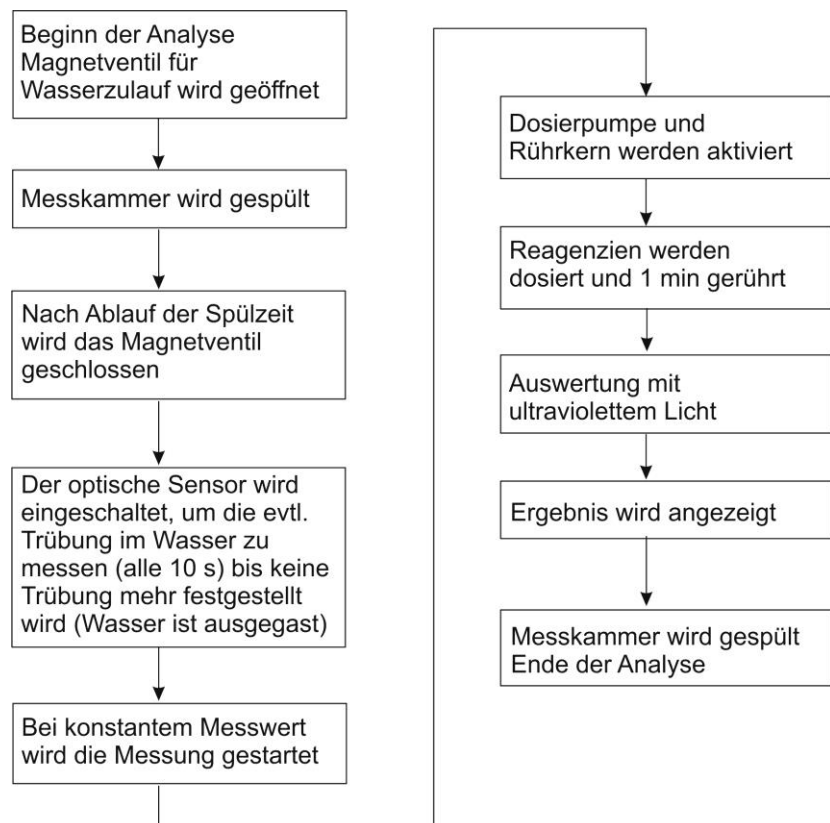 Beginn der Analyse
Magnetventil für
Wasserzulauf wird geöffnet
Messkammer wird gespült
Nach Ablauf der Spülzeit
wird das Magnetventil
geschlossen
Der optische Sensor wird
eingeschaltet, um die evtl.
Trübung im Wasser zu
messen (alle 10 s) bis keine
Trübung mehr festgestellt
wird (Wasser ist ausgegast)
Bei konstantem Messwert
wird die Messung gestartet
Dosierpumpe und
Rührkern werden aktiviert
Reagenzien werden
dosiert und 1 min gerührt
Auswertung mit
ultraviolettem Licht
Ergebnis wird angezeigt
Messkammer wird gespült
Ende der Analyse